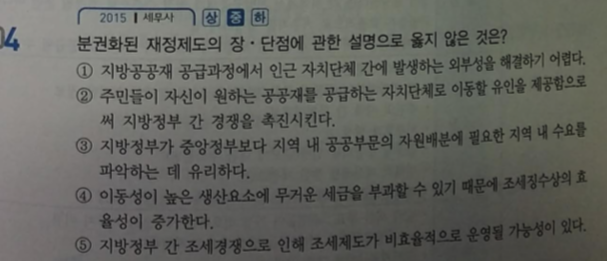 04
2015 | 세무사 상 중 하
분권화된 재정제도의 장·단점에 관한 설명으로 옳지 않은 것은?
① 지방공공재 공급과정에서 인근 자치단체 간에 발생하는 외부성을 해결하기 어렵다.
② 주민들이 자신이 원하는 공공재를 공급하는 자치단체로 이동할 유인을 제공함으로
써 지방정부 간 경쟁을 촉진시킨다.
③ 지방정부가 중앙정부보다 지역 내 공공부문의 자원배분에 필요한 지역 내 수요를
파악하는 데 유리하다.
④ 이동성이 높은 생산요소에 무거운 세금을 부과할 수 있기 때문에 조세징수상의 효
율성이 증가한다.
⑤ 지방정부 간 조세경쟁으로 인해 조세제도가 비효율적으로 운영될 가능성이 있다.